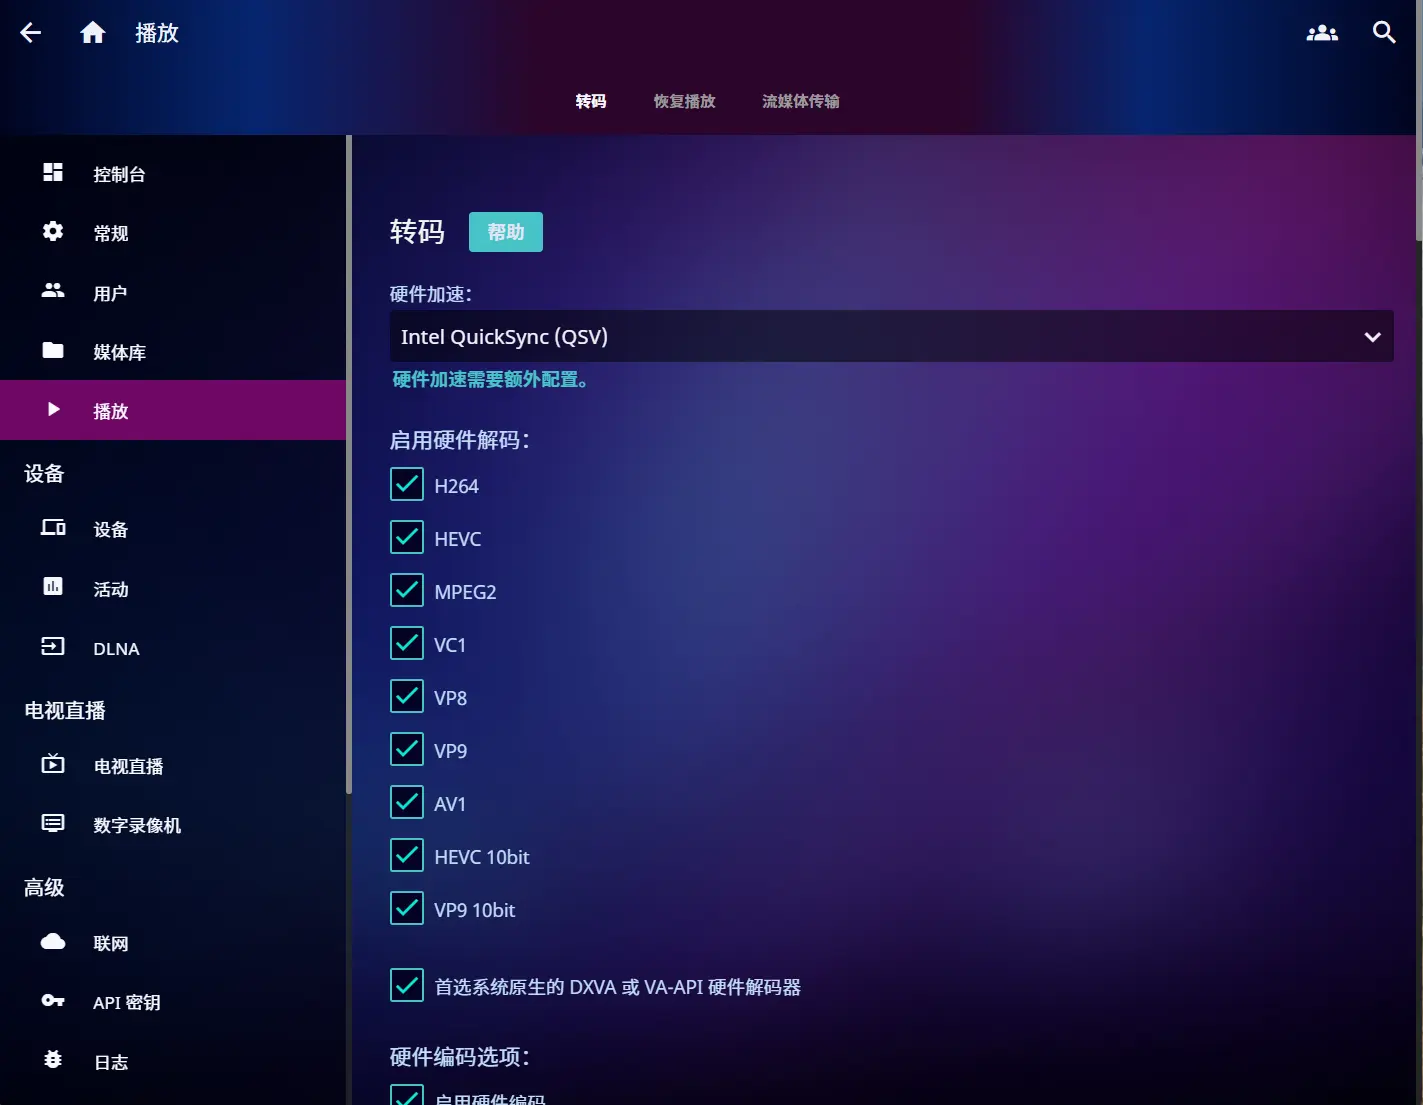 播放
转码
恢复播放
流媒体传输
控制台
常规
用户
媒体库
播放
设备
设备
活动
DLNA
电视直播
电视直播
数字录像机
高级
联网
API 密钥
日志
转码
帮助
硬件加速：
Intel QuickSync (QSV)
硬件加速需要额外配置。
启用硬件解码：
H264
HEVC
MPEG2
VC1
VP8
VP9
AV1
HEVC 10bit
VP9 10bit
首选系统原生的 DXVA 或 VA-API 硬件解码器
硬件编码选项：
启用硬件编码